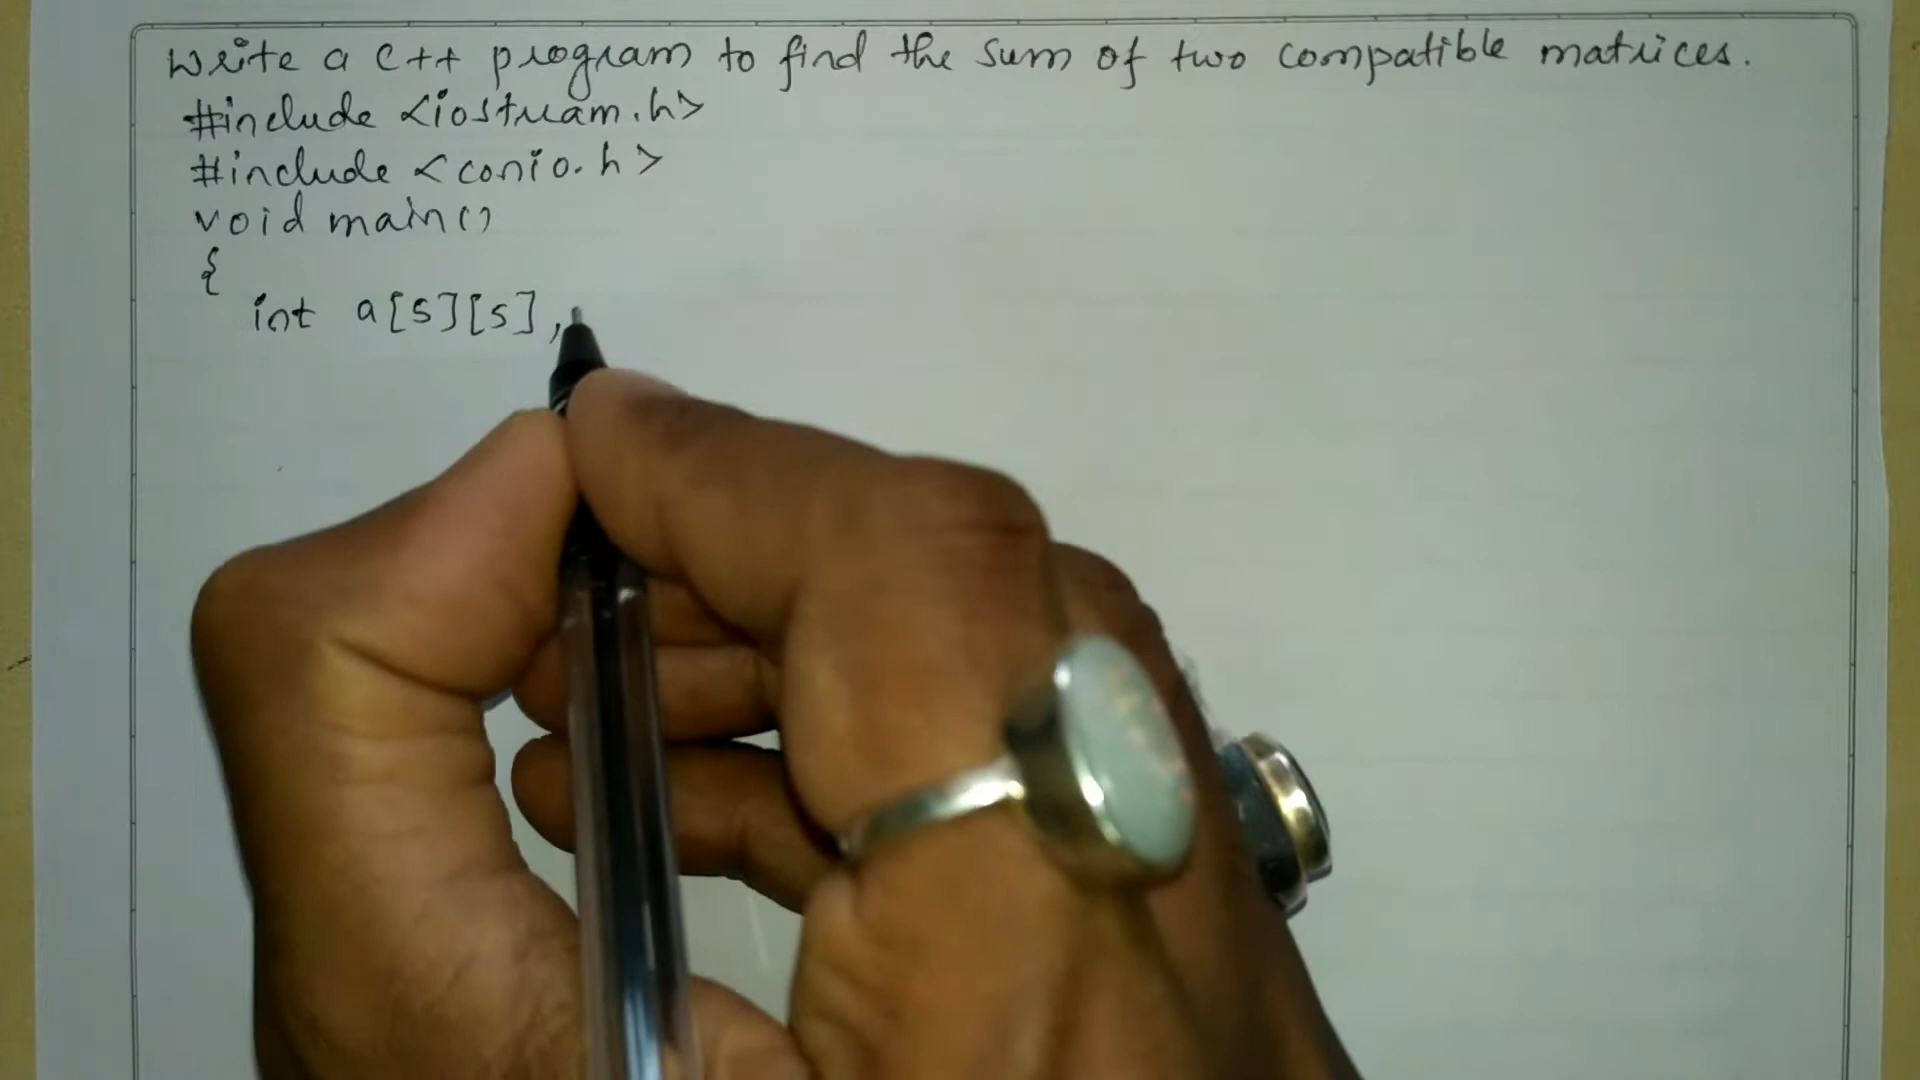 Write a C++ program to find the sum of two compatible matrices.
#include <iostream.h>
#include <conio.h>
void main()
{
int a[5][5],